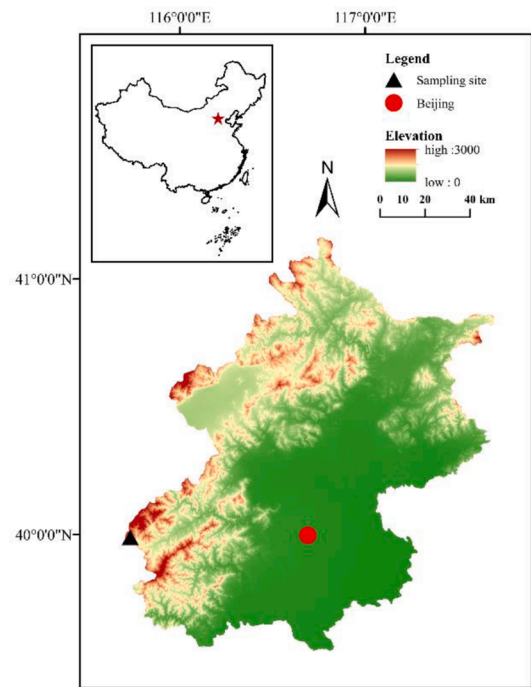 116°0'0"E 117°0'0"E
Legend
Sampling site
Beijing
Elevation
high :3000
low : 0
N
0 10 20 40 km
41°0'0"N
40°0'0"N